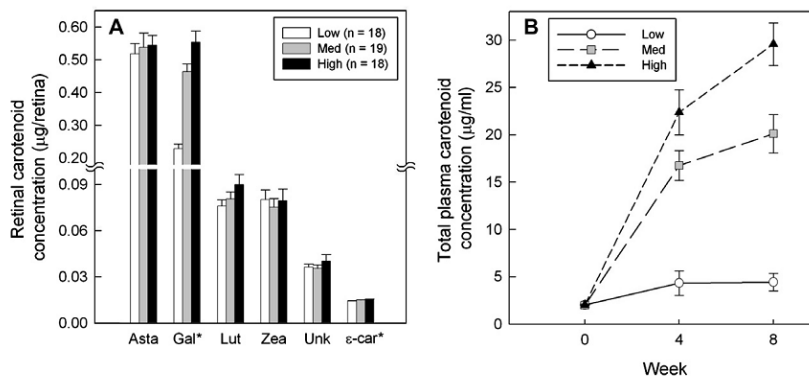 A
Low (n = 18)
Med (n = 19)
High (n = 18)
Retinal carotenoid
concentration (μg/retina)
0.60
0.50
0.40
0.30
0.20
0.09
0.06
0.03
0.00
Asta Gal* Lut Zea Unk ε-car*
B
Low
Med
High
Total plasma carotenoid
concentration (μg/ml)
30
25
20
15
10
5
0
0 4 8
Week